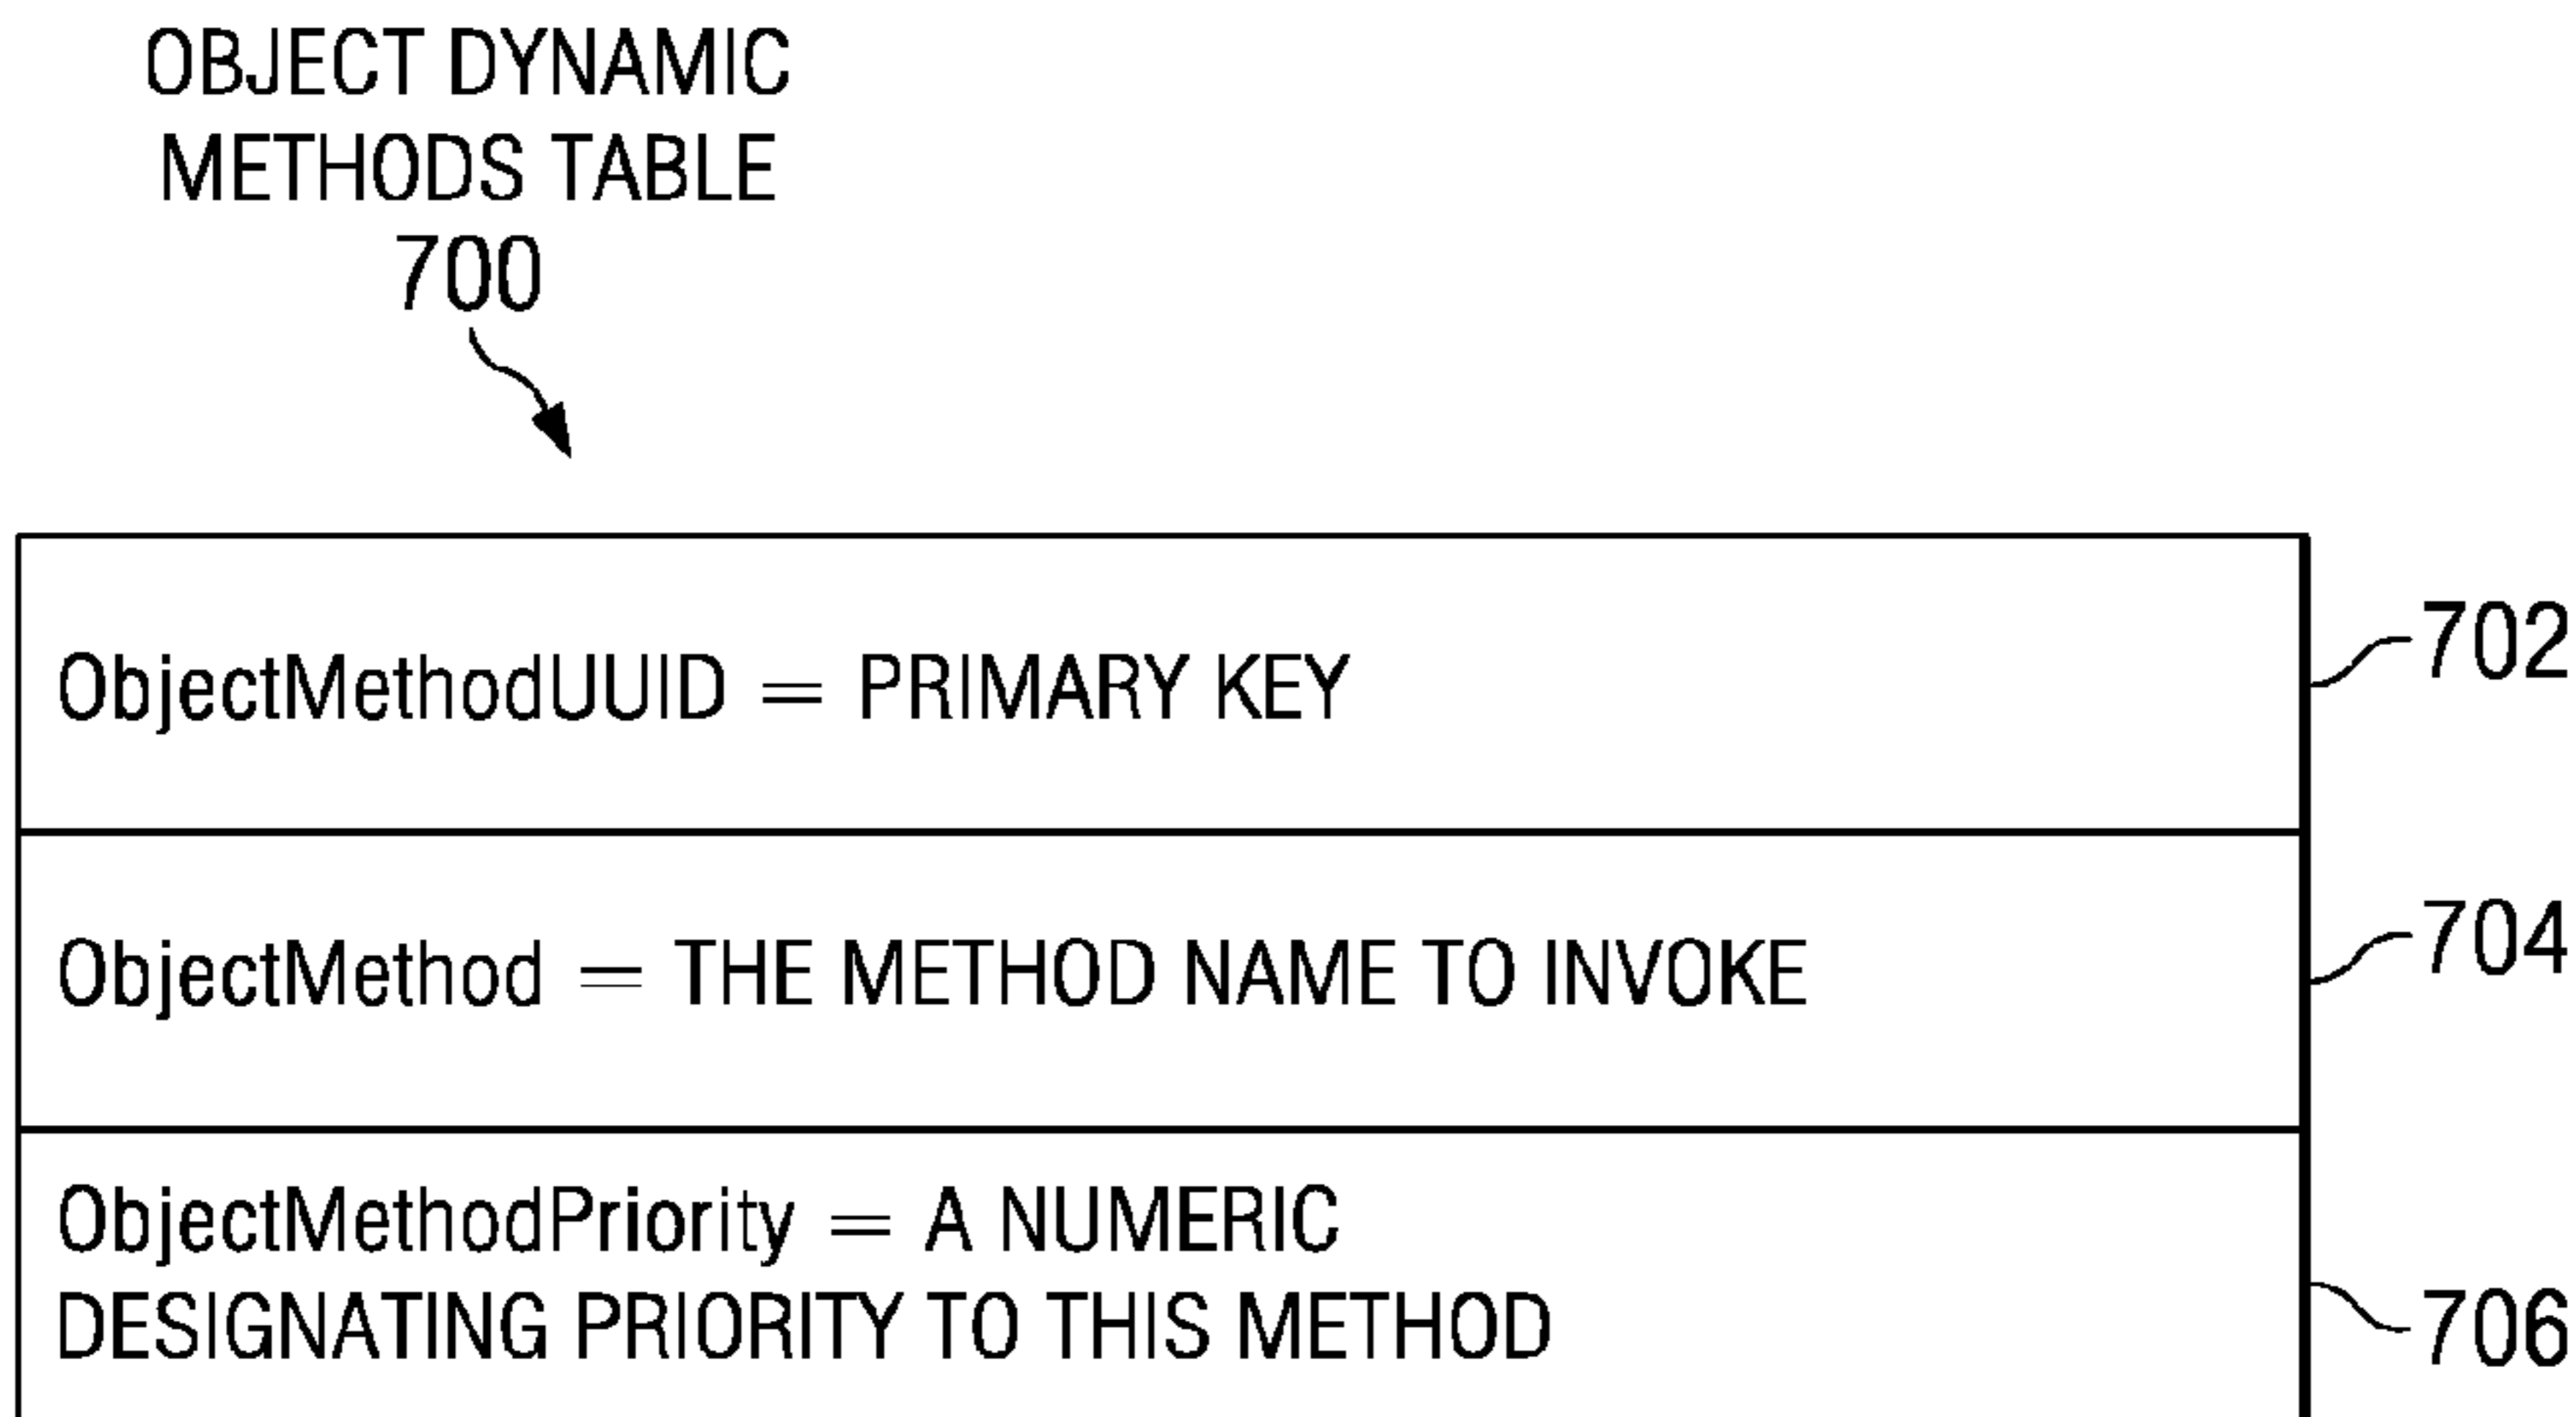 OBJECT DYNAMIC
METHODS TABLE
700
ObjectMethodUUID = PRIMARY KEY
702
ObjectMethod = THE METHOD NAME TO INVOKE
704
ObjectMethodPriority = A NUMERIC
DESIGNATING PRIORITY TO THIS METHOD
706